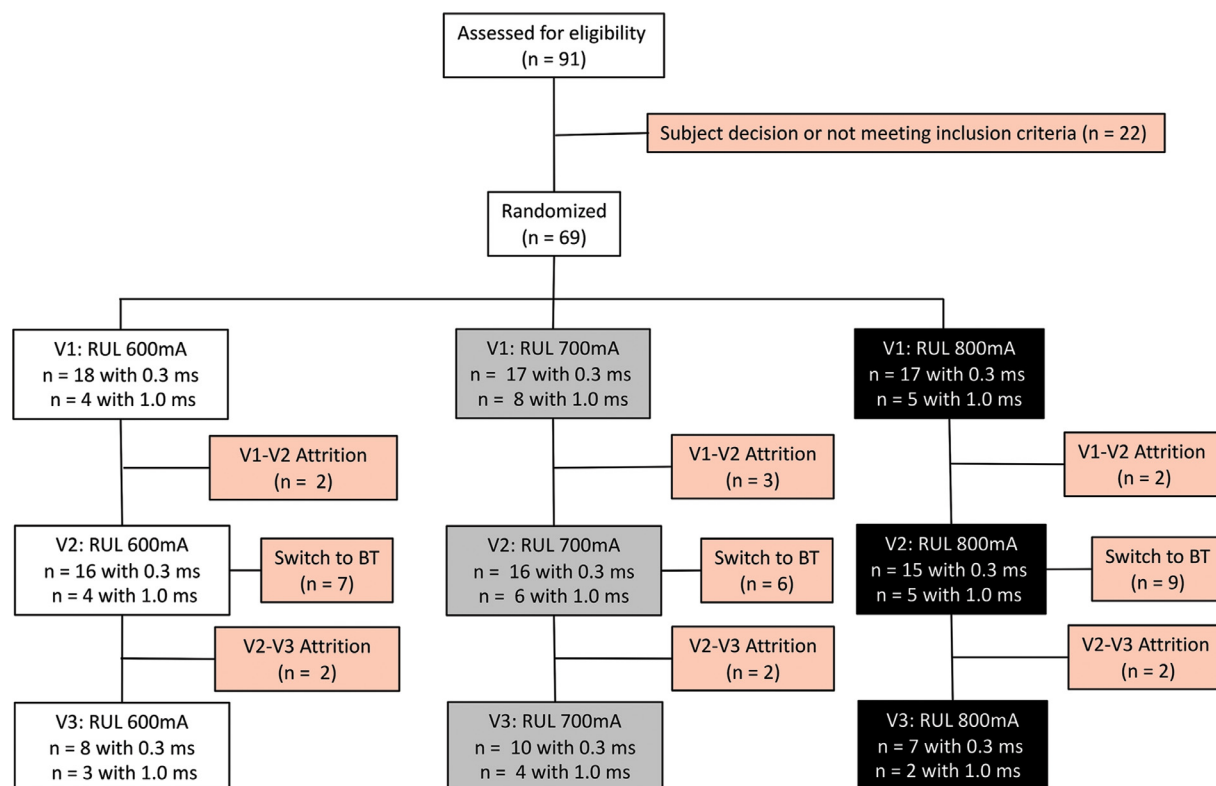 Assessed for eligibility
(n = 91)
Subject decision or not meeting inclusion criteria (n = 22)
Randomized
(n = 69)
V1: RUL 600mA
n = 18 with 0.3 ms
n = 4 with 1.0 ms
V1: RUL 700mA
n = 17 with 0.3 ms
n = 8 with 1.0 ms
V1: RUL 800mA
n = 17 with 0.3 ms
n = 5 with 1.0 ms
V1-V2 Attrition
(n = 2)
V1-V2 Attrition
(n = 3)
V1-V2 Attrition
(n = 2)
V2: RUL 600mA
n = 16 with 0.3 ms
n = 4 with 1.0 ms
Switch to BT
(n = 7)
V2: RUL 700mA
n = 16 with 0.3 ms
n = 6 with 1.0 ms
Switch to BT
(n = 6)
V2: RUL 800mA
n = 15 with 0.3 ms
n = 5 with 1.0 ms
Switch to BT
(n = 9)
V2-V3 Attrition
(n = 2)
V2-V3 Attrition
(n = 2)
V2-V3 Attrition
(n = 2)
V3: RUL 600mA
n = 8 with 0.3 ms
n = 3 with 1.0 ms
V3: RUL 700mA
n = 10 with 0.3 ms
n = 4 with 1.0 ms
V3: RUL 800mA
n = 7 with 0.3 ms
n = 2 with 1.0 ms